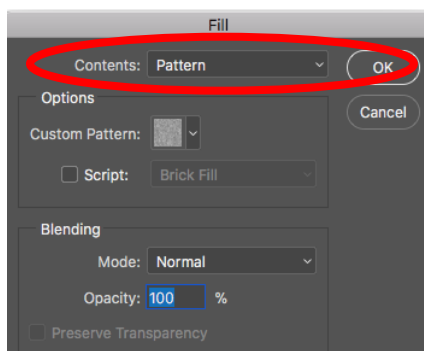 Fill
Contents: Pattern
OK
Options
Cancel
Custom Pattern:
Script: Brick Fill
Blending
Mode: Normal
Opacity: 100 %
Preserve Transparency